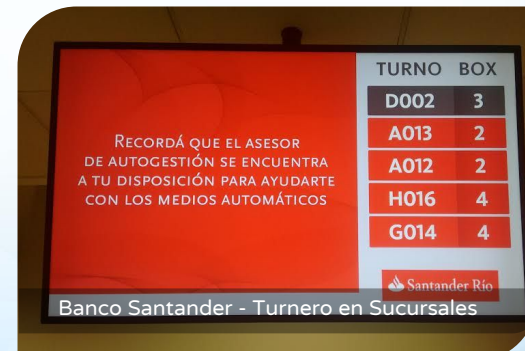 RECORDÁ QUE EL ASESOR
DE AUTOGESTIÓN SE ENCUENTRA
A TU DISPOSICIÓN PARA AYUDARTE
CON LOS MEDIOS AUTOMÁTICOS
TURNO BOX
D002 3
A013 2
A012 2
H016 4
G014 4
Santander Río
Banco Santander - Turnero en Sucursales